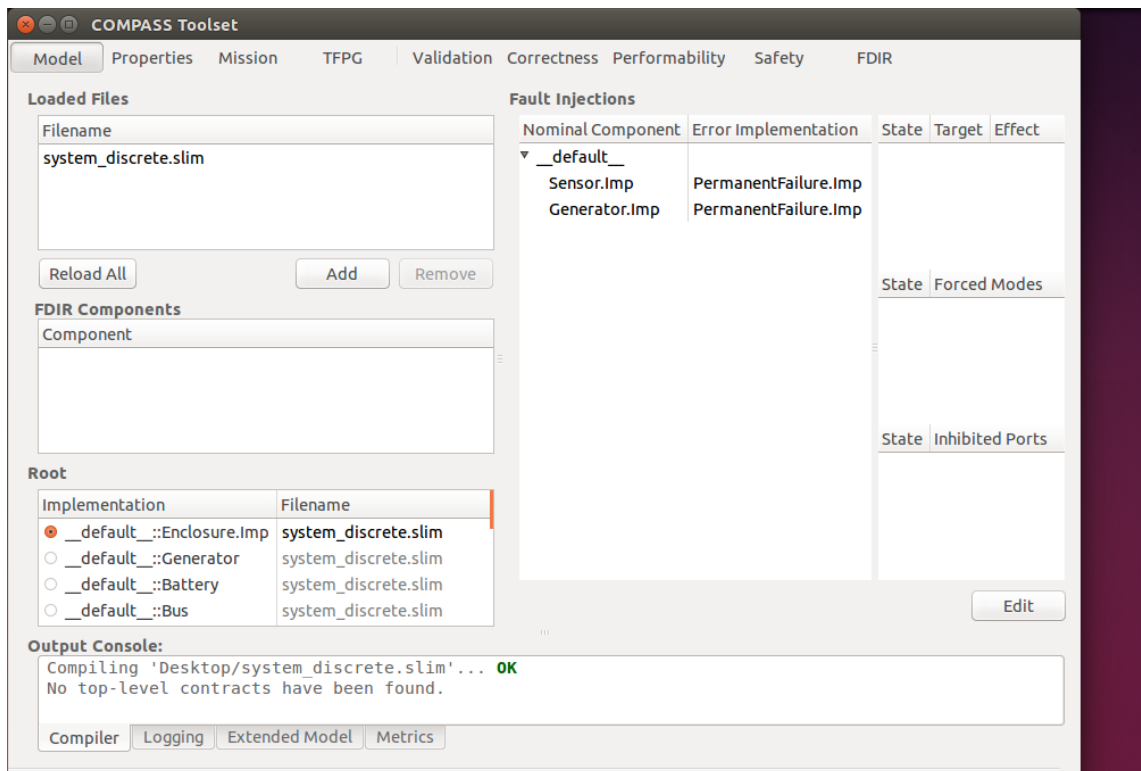 COMPASS Toolset
Model Properties Mission TFPG Validation Correctness Performability Safety FDIR
Loaded Files
Filename
system_discrete.slim
Reload All Add Remove
FDIR Components
Component
Root
Implementation Filename
__default__::Enclosure.Imp system_discrete.slim
__default__::Generator system_discrete.slim
__default__::Battery system_discrete.slim
__default__::Bus system_discrete.slim
Fault Injections
Nominal Component Error Implementation
__default__
Sensor.Imp PermanentFailure.Imp
Generator.Imp PermanentFailure.Imp
State Target Effect
State Forced Modes
State Inhibited Ports
Edit
Output Console:
Compiling 'Desktop/system_discrete.slim'... OK
No top-level contracts have been found.
Compiler Logging Extended Model Metrics